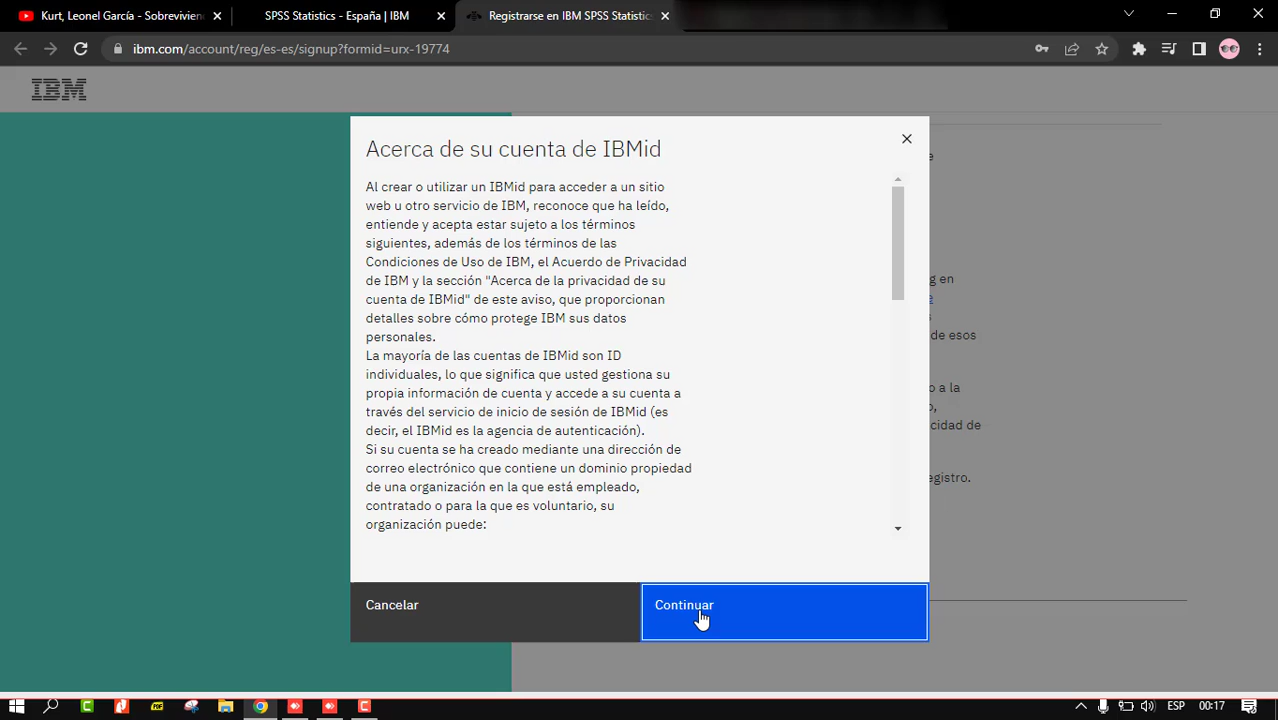 Kurt, Leonel García - Sobrevivien
SPSS Statistics - España | IBM
Registrarse en IBM SPSS Statistics
ibm.com/account/reg/es-es/signup?formid=urx-19774
IBM
Acerca de su cuenta de IBMid
Al crear o utilizar un IBMid para acceder a un sitio
web u otro servicio de IBM, reconoce que ha leído,
entiende y acepta estar sujeto a los términos
siguientes, además de los términos de las
Condiciones de Uso de IBM, el Acuerdo de Privacidad
de IBM y la sección "Acerca de la privacidad de su
cuenta de IBMid" de este aviso, que proporcionan
detalles sobre cómo protege IBM sus datos
personales.
La mayoría de las cuentas de IBMid son ID
individuales, lo que significa que usted gestiona su
propia información de cuenta y accede a su cuenta a
través del servicio de inicio de sesión de IBMid (es
decir, el IBMid es la agencia de autenticación).
Si su cuenta se ha creado mediante una dirección de
correo electrónico que contiene un dominio propiedad
de una organización en la que está empleado,
contratado o para la que es voluntario, su
organización puede:
e
g en
e
s
de esos
o a la
o,
cidad de
egistro.
Cancelar
Continuar
ESP
00:17